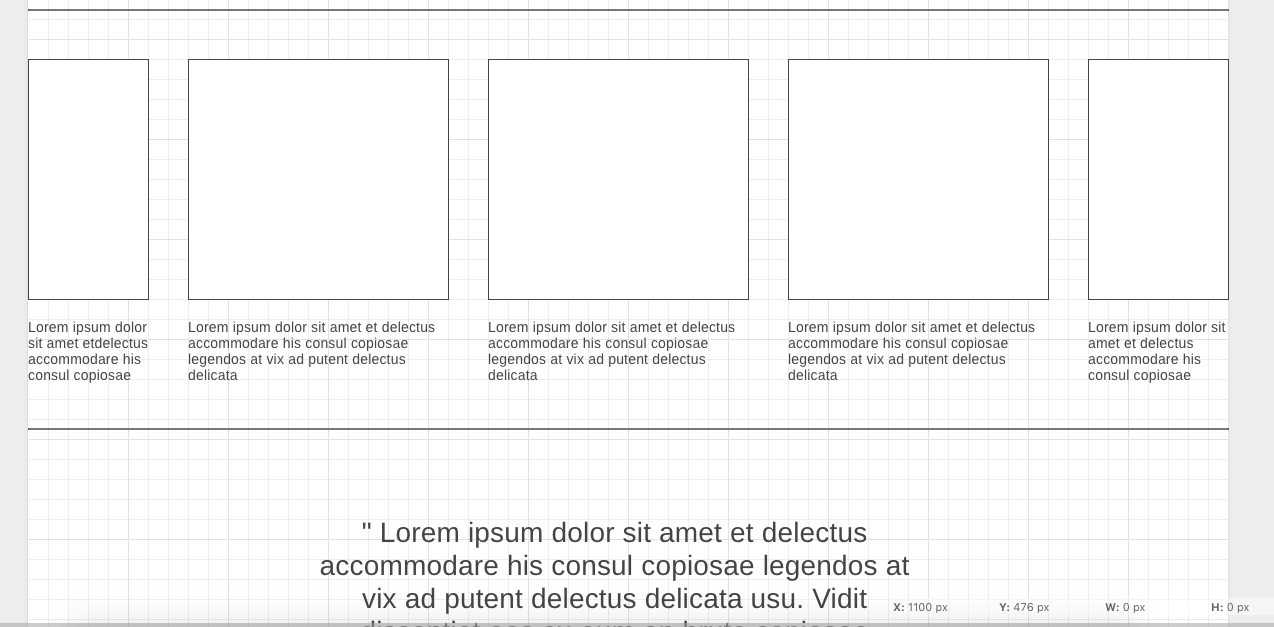 Lorem ipsum dolor
sit amet etdelectus
accommodare his
consul copiosae
Lorem ipsum dolor sit amet et delectus
accommodare his consul copiosae
legendos at vix ad putent delectus
delicata
Lorem ipsum dolor sit amet et delectus
accommodare his consul copiosae
legendos at vix ad putent delectus
delicata
Lorem ipsum dolor sit amet et delectus
accommodare his consul copiosae
legendos at vix ad putent delectus
delicata
Lorem ipsum dolor sit
amet et delectus
accommodare his
consul copiosae
" Lorem ipsum dolor sit amet et delectus
accommodare his consul copiosae legendos at
vix ad putent delectus delicata usu. Vidit
X: 1100 px Y: 476 px W: 0 px H: 0 px